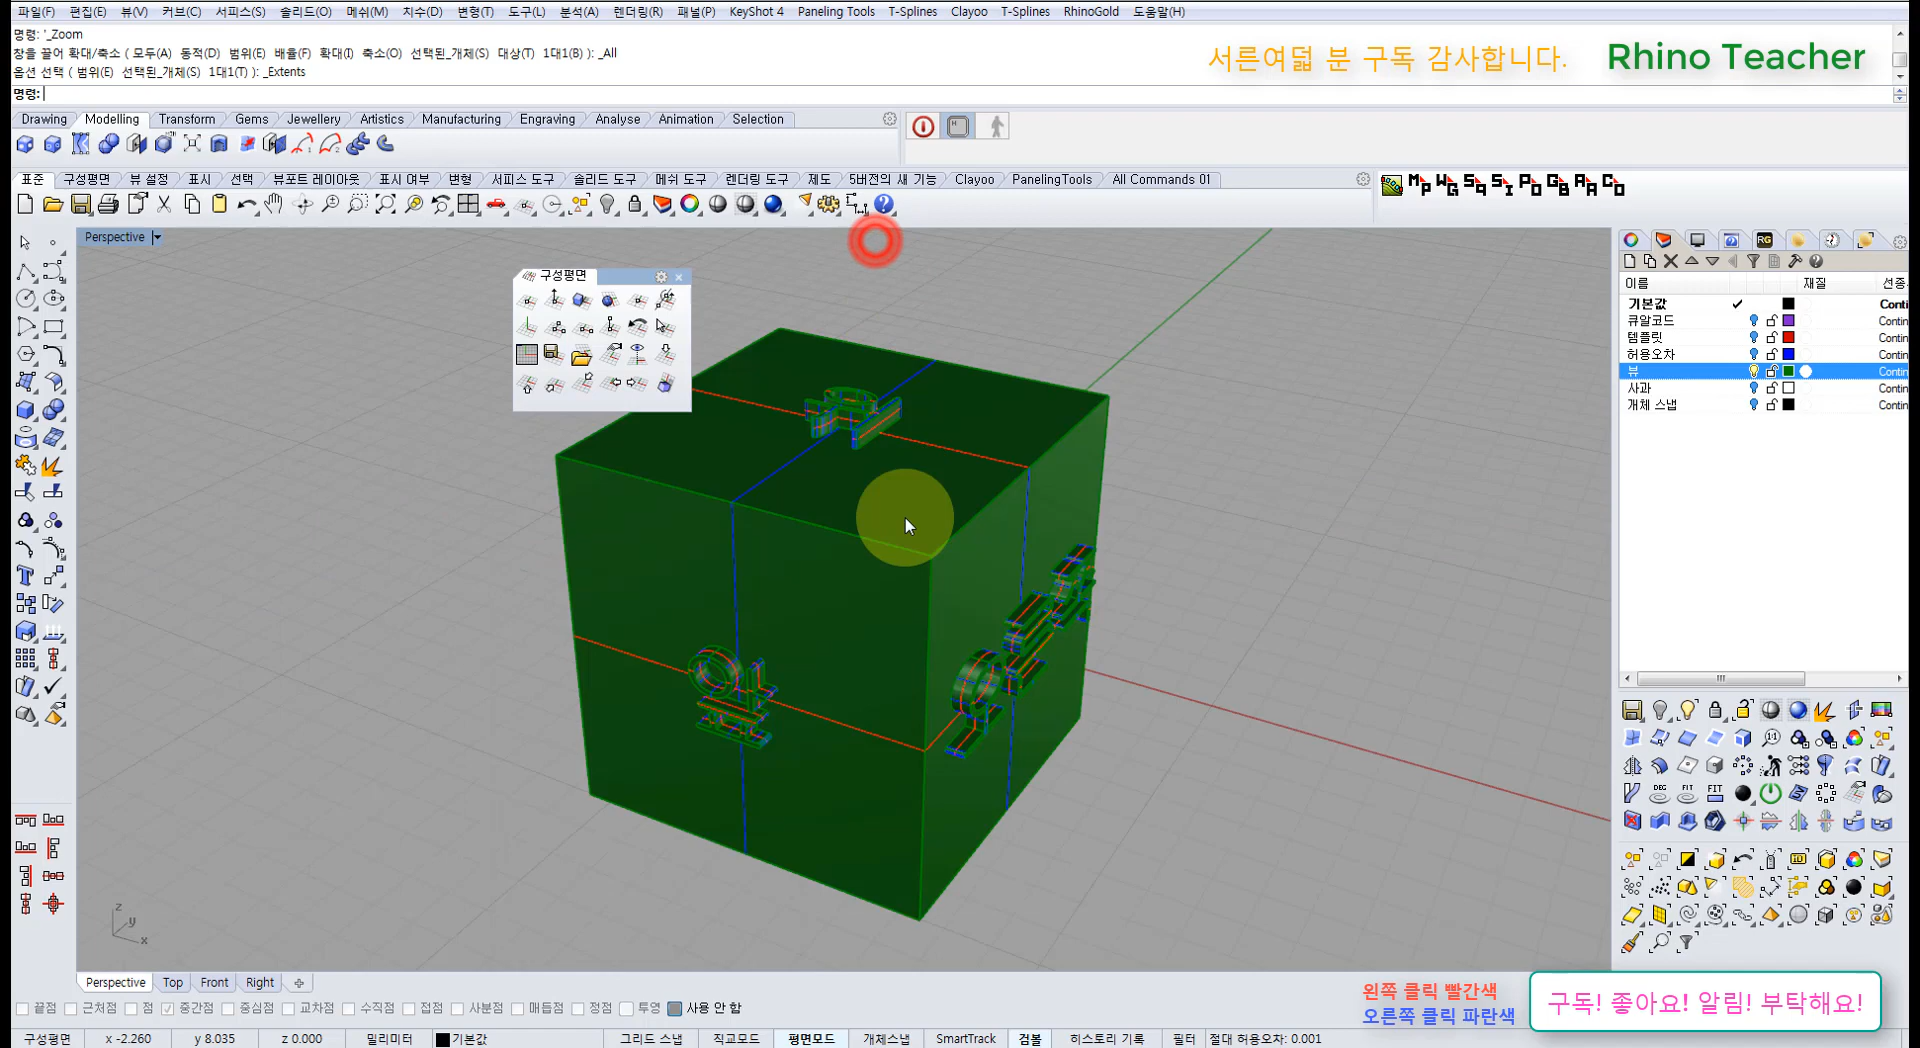 파일(F) 편집(E) 뷰(V) 커브(C) 서피스(S) 솔리드(O) 메쉬(M) 치수(D) 변형(T) 도구(L) 분석(A) 렌더링(R) 패널(P) KeyShot 4 Paneling Tools T-Splines Clayoo T-Splines RhinoGold 도움말(H)
명령: '_Zoom
창을 끌어 확대/축소 ( 모두(A) 동적(D) 범위(E) 배율(F) 확대(I) 축소(O) 선택된_개체(S) 대상(T) 1대1(B) ): _All
옵션 선택 ( 범위(E) 선택된_개체(S) 1대1(T) ): _Extents
명령:
서른여덟 분 구독 감사합니다. Rhino Teacher
Drawing Modelling Transform Gems Jewellery Artistics Manufacturing Engraving Analyse Animation Selection
표준 구성평면 뷰 설정 표시 선택 뷰포트 레이아웃 표시 여부 변형 서피스 도구 솔리드 도구 메쉬 도구 렌더링 도구 제도 5버전의 새 기능 Clayoo PanelingTools All Commands 01
Perspective
구성평면
이름 재질 선종
기본값 Conti
큐알코드 Contin
템플릿 Contin
허용오차 Contin
뷰 Contin
사과 Contin
개체 스냅 Contin
위
앞
오른
z
y
x
DEG FIT FIT
Perspective Top Front Right
끝점 근처점 점 중간점 중심점 교차점 수직점 접점 사분점 매듭점 정점 투영 사용 안 함
왼쪽 클릭 빨간색
오른쪽 클릭 파란색
구독! 좋아요! 알림! 부탁해요!
구성평면 x -2.260 y 8.035 z 0.000 밀리미터 기본값 그리드 스냅 직교모드 평면모드 개체스냅 SmartTrack 검볼 히스토리 기록 필터 절대 허용오차: 0.001